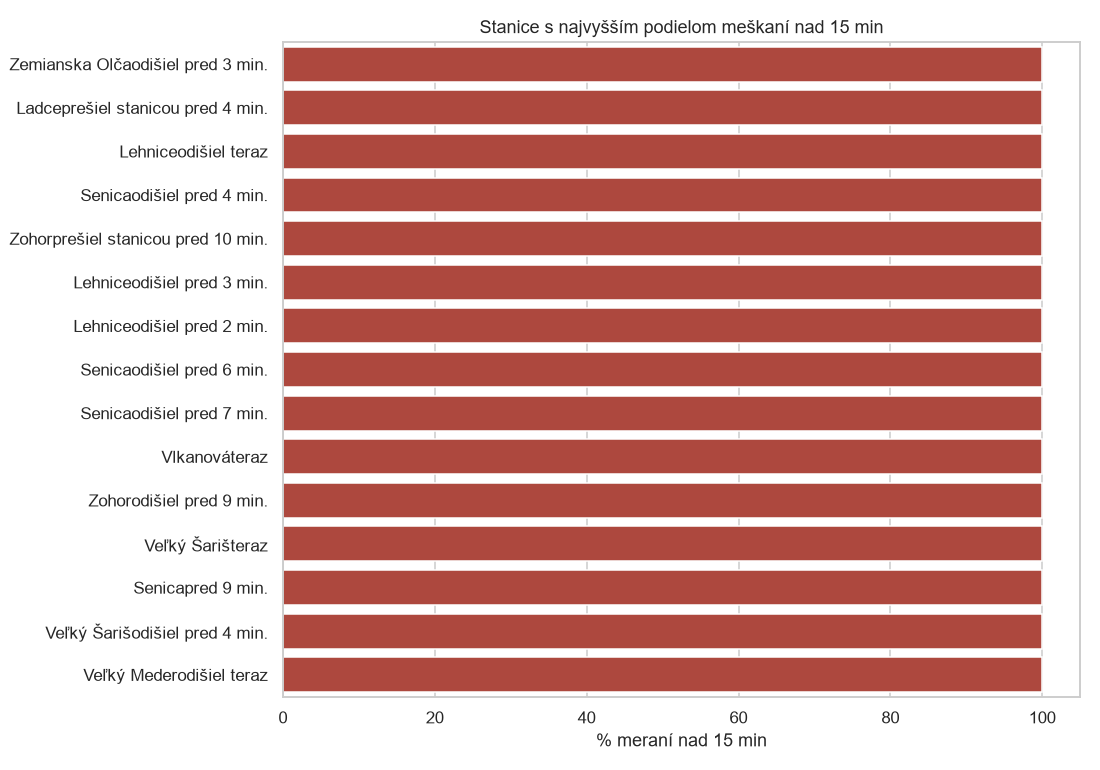 Stanice s najvyšším podielom meškaní nad 15 min
Zemianska Olčaodišiel pred 3 min.
Ladceprešiel stanicou pred 4 min.
Lehniceodišiel teraz
Senicaodišiel pred 4 min.
Zohorprešiel stanicou pred 10 min.
Lehniceodišiel pred 3 min.
Lehniceodišiel pred 2 min.
Senicaodišiel pred 6 min.
Senicaodišiel pred 7 min.
Vlkanováteraz
Zohorodišiel pred 9 min.
Veľký Šarišteraz
Senicapred 9 min.
Veľký Šarišodišiel pred 4 min.
Veľký Mederodišiel teraz
0 20 40 60 80 100
% meraní nad 15 min